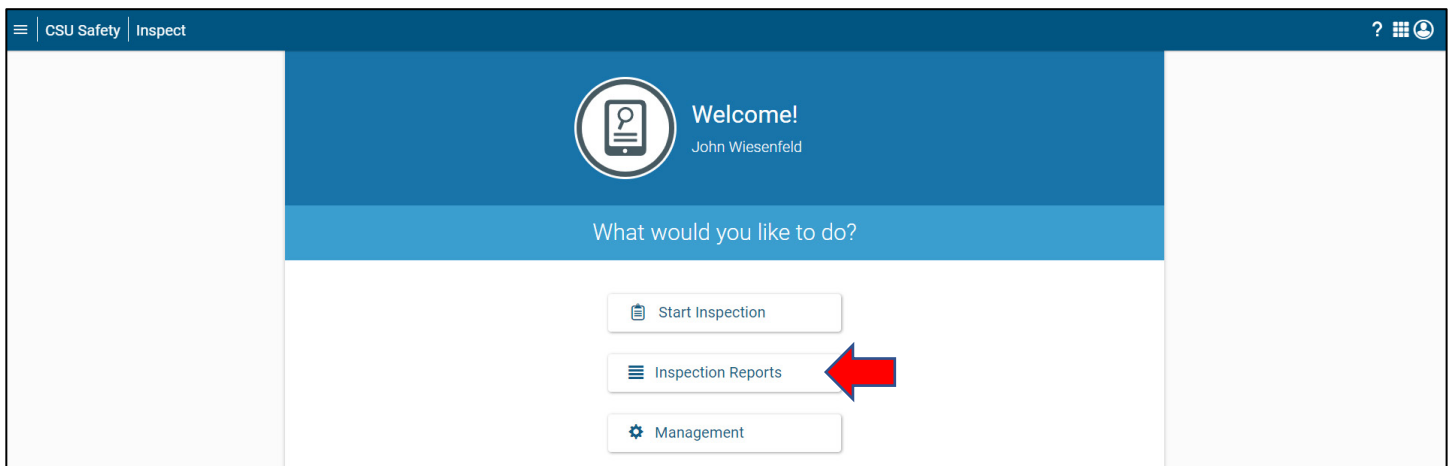 CSU Safety Inspect ?
Welcome!
John Wiesenfeld
What would you like to do?
Start Inspection
Inspection Reports
Management